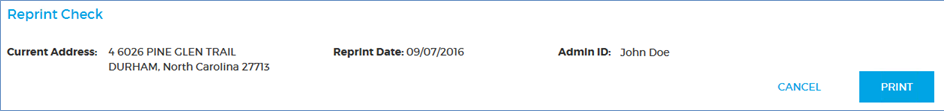 Reprint Check
Current Address: 4 6026 PINE GLEN TRAIL Reprint Date: 09/07/2016 Admin ID: John Doe
DURHAM, North Carolina 27713
CANCEL PRINT